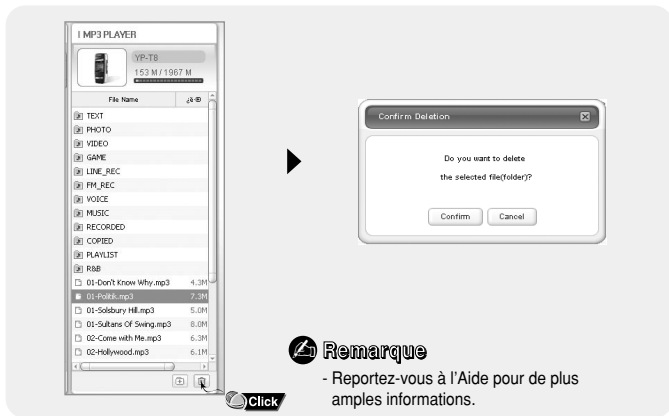 MP3 PLAYER
YP-T8
153 M / 1967 M
File Name
TEXT
PHOTO
VIDEO
GAME
LINE_REC
FM_REC
VOICE
MUSIC
RECORDED
COPIED
PLAYLIST
R&B
01-Don't Know Why.mp3 4.3M
01-Politik.mp3 7.3M
01-Solsbury Hill.mp3 5.0M
01-Sultans Of Swing.mp3 8.0M
02-Come with Me.mp3 6.3M
02-Hollywood.mp3 6.1M
Click
Confirm Deletion
Do you want to delete
the selected file(folder)?
Confirm Cancel
Remarque
- Reportez-vous à l'Aide pour de plus
amples informations.